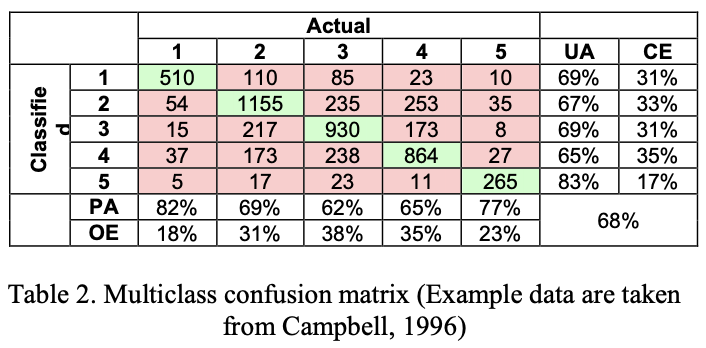 Actual
1 2 3 4 5 UA CE
Classified
1 510 110 85 23 10 69% 31%
2 54 1155 235 253 35 67% 33%
3 15 217 930 173 8 69% 31%
4 37 173 238 864 27 65% 35%
5 5 17 23 11 265 83% 17%
PA 82% 69% 62% 65% 77%
68%
OE 18% 31% 38% 35% 23%
Table 2. Multiclass confusion matrix (Example data are taken
from Campbell, 1996)